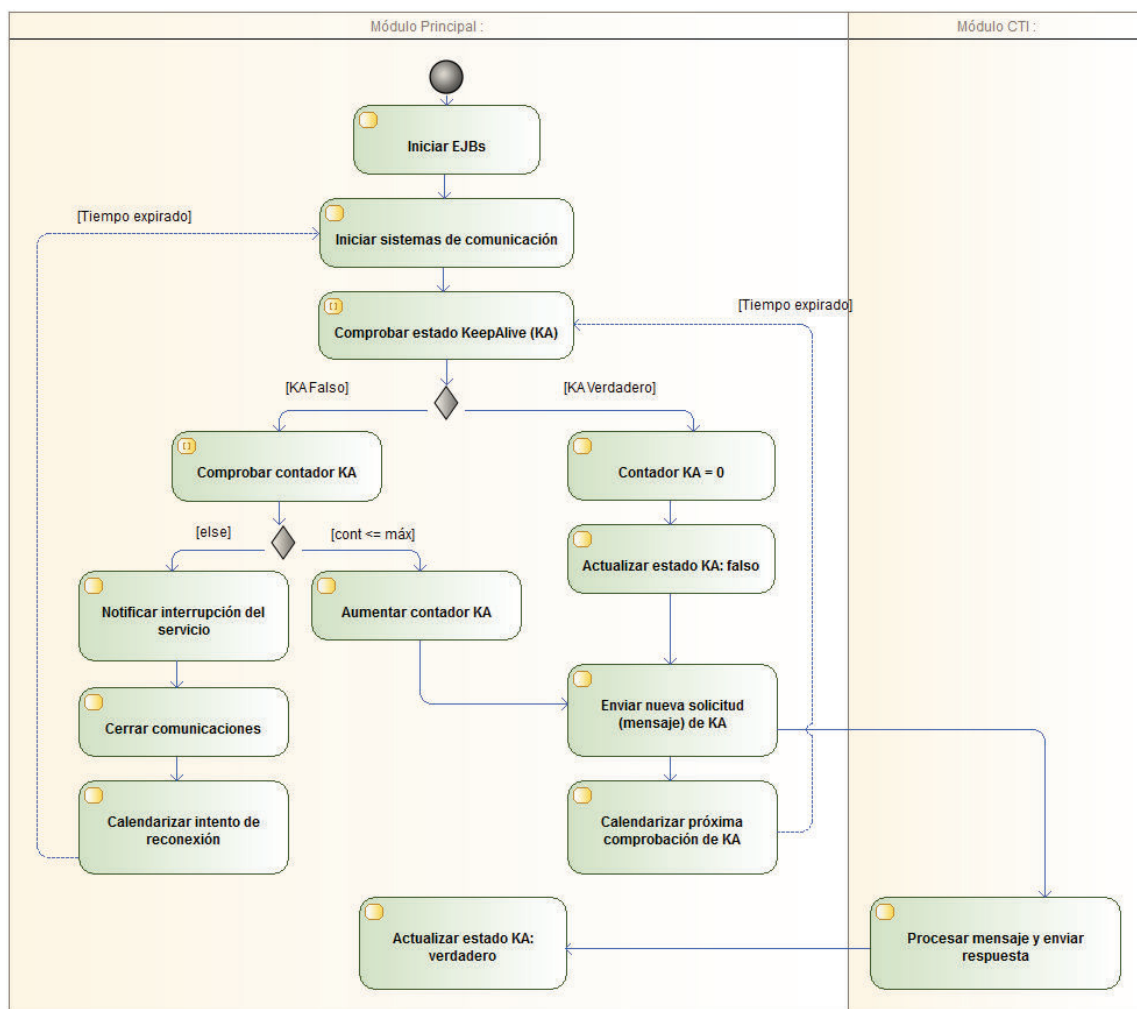 Módulo Principal :
Módulo CTI :
Iniciar EJBs
[Tiempo expirado]
Iniciar sistemas de comunicación
[Tiempo expirado]
Comprobar estado KeepAlive (KA)
[KA Falso]
[KA Verdadero]
Comprobar contador KA
Contador KA = 0
[else]
[cont <= máx]
Actualizar estado KA: falso
Notificar interrupción del
servicio
Aumentar contador KA
Enviar nueva solicitud
(mensaje) de KA
Cerrar comunicaciones
Calendarizar intento de
reconexión
Calendarizar próxima
comprobación de KA
Actualizar estado KA:
verdadero
Procesar mensaje y enviar
respuesta